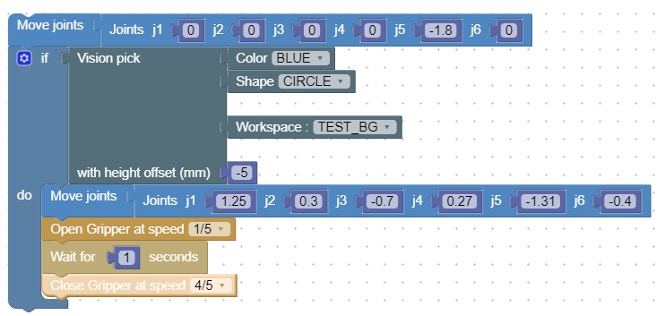 Move joints Joints j1 0 j2 0 j3 0 j4 0 j5 -1.8 j6 0
if Vision pick Color BLUE
Shape CIRCLE
Workspace : TEST_BG
with height offset (mm) -5
do Move joints Joints j1 1.25 j2 0.3 j3 -0.7 j4 0.27 j5 -1.31 j6 -0.4
Open Gripper at speed 1/5
Wait for 1 seconds
Close Gripper at speed 4/5